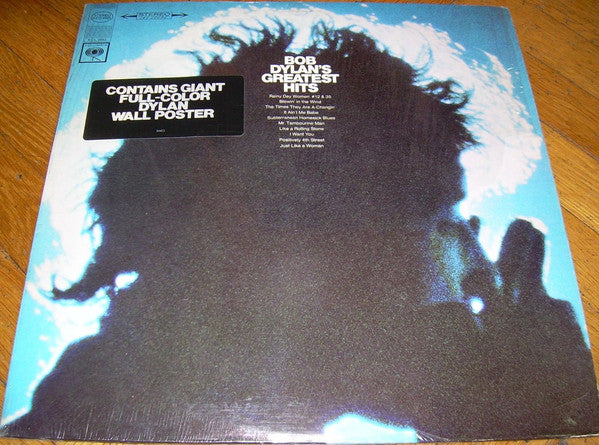 STEREO
BOB
DYLAN'S
GREATEST
HITS
Rainy Day Women #12 & 35
Blowin' in the Wind
The Times They Are A-Changin'
It Ain't Me Babe
Subterranean Homesick Blues
Mr. Tambourine Man
Like a Rolling Stone
I Want You
Positively 4th Street
Just Like a Woman
CONTAINS GIANT
FULL-COLOR
DYLAN
WALL POSTER